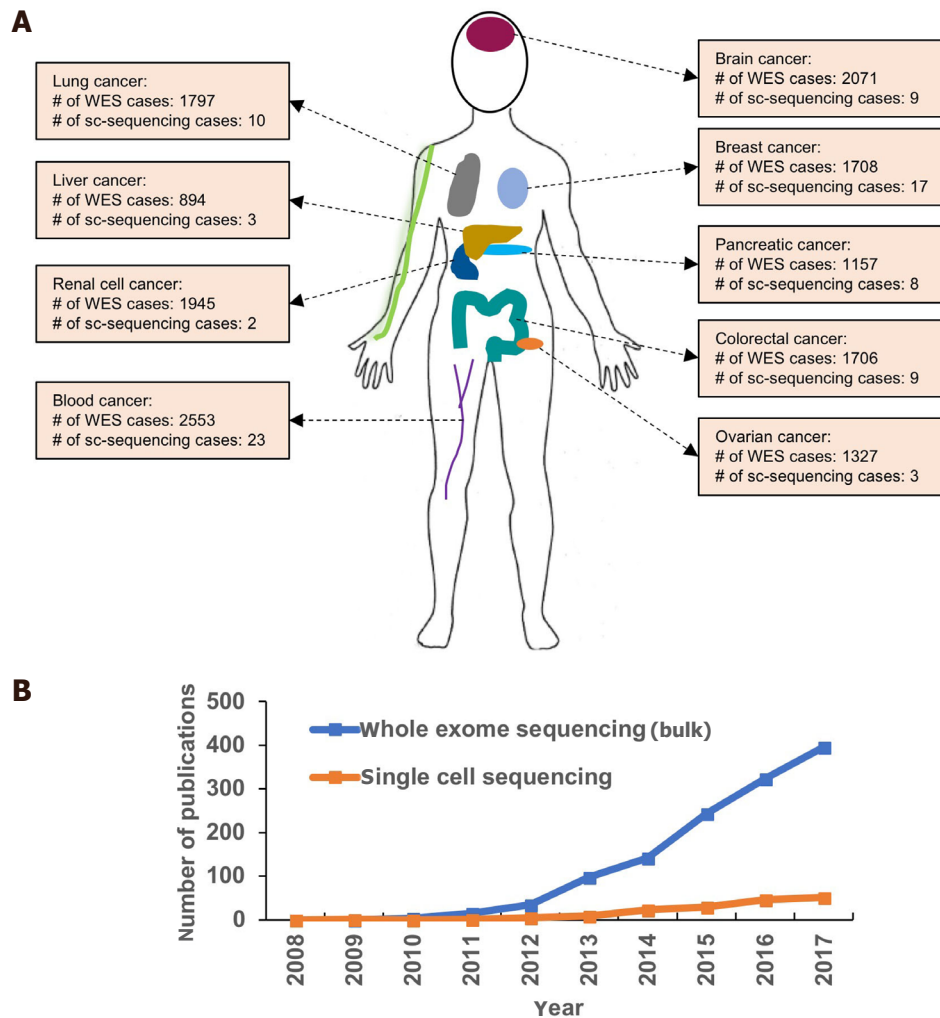 A
Lung cancer:
# of WES cases: 1797
# of sc-sequencing cases: 10
Liver cancer:
# of WES cases: 894
# of sc-sequencing cases: 3
Renal cell cancer:
# of WES cases: 1945
# of sc-sequencing cases: 2
Blood cancer:
# of WES cases: 2553
# of sc-sequencing cases: 23
Brain cancer:
# of WES cases: 2071
# of sc-sequencing cases: 9
Breast cancer:
# of WES cases: 1708
# of sc-sequencing cases: 17
Pancreatic cancer:
# of WES cases: 1157
# of sc-sequencing cases: 8
Colorectal cancer:
# of WES cases: 1706
# of sc-sequencing cases: 9
Ovarian cancer:
# of WES cases: 1327
# of sc-sequencing cases: 3
B
Number of publications
500
400
300
200
100
0
Whole exome sequencing (bulk)
Single cell sequencing
2008
2009
2010
2011
2012
2013
2014
2015
2016
2017
Year